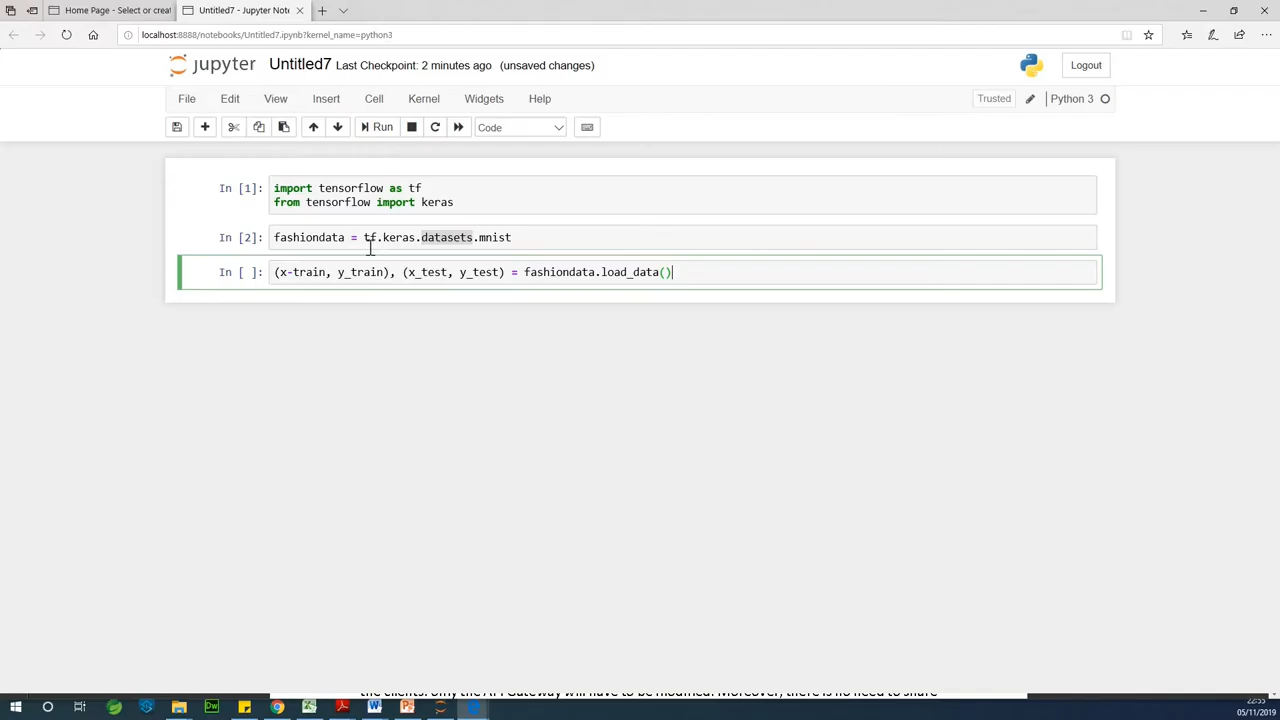 Home Page - Select or creat
Untitled7 - Jupyter Note
localhost:8888/notebooks/Untitled7.ipynb?kernel_name=python3
jupyter Untitled7 Last Checkpoint: 2 minutes ago (unsaved changes)
Logout
File Edit View Insert Cell Kernel Widgets Help
Trusted Python 3
Run Code
In [1]: import tensorflow as tf
from tensorflow import keras
In [2]: fashiondata = tf.keras.datasets.mnist
In [ ]: (x-train, y_train), (x_test, y_test) = fashiondata.load_data()
the clients. Only the API Gateway will have to be modified. Moreover, there is no need to share
22:55
05/11/2019